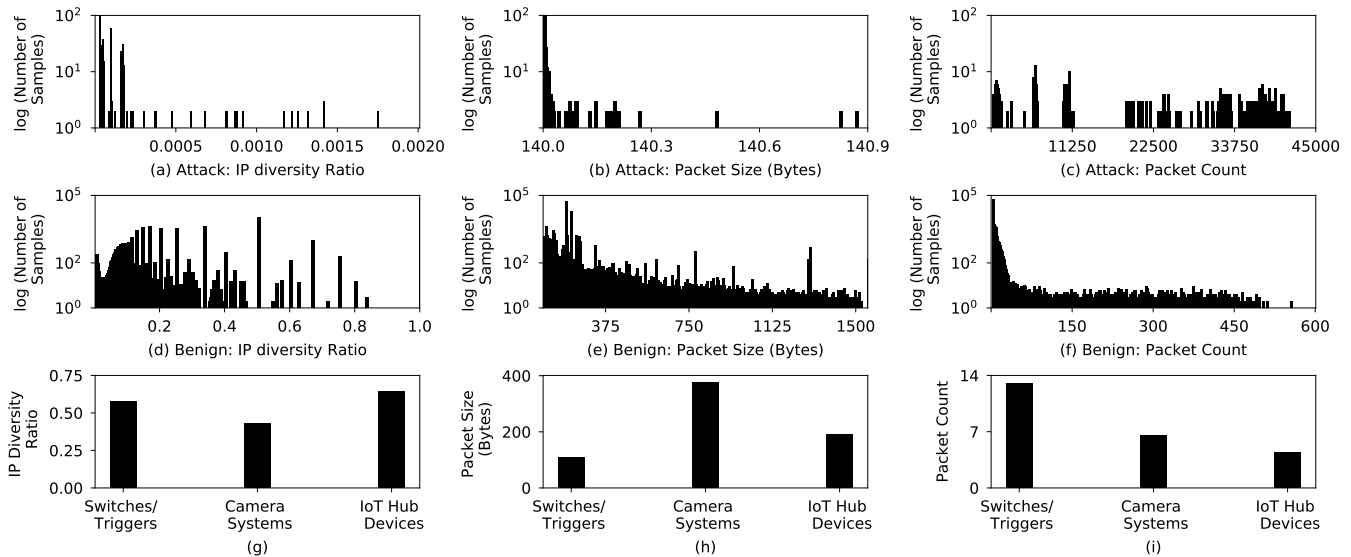 log (Number of
Samples)
10²
10¹
10⁰
0.0005 0.0010 0.0015 0.0020
(a) Attack: IP diversity Ratio
log (Number of
Samples)
10²
10¹
10⁰
140.0 140.3 140.6 140.9
(b) Attack: Packet Size (Bytes)
log (Number of
Samples)
10²
10¹
10⁰
11250 22500 33750 45000
(c) Attack: Packet Count
log (Number of
Samples)
10⁵
10²
10⁰
0.2 0.4 0.6 0.8 1.0
(d) Benign: IP diversity Ratio
log (Number of
Samples)
10⁵
10²
10⁰
375 750 1125 1500
(e) Benign: Packet Size (Bytes)
log (Number of
Samples)
10⁵
10²
10⁰
150 300 450 600
(f) Benign: Packet Count
IP Diversity
Ratio
0.75
0.50
0.25
0.00
Switches/ Camera IoT Hub
Triggers Systems Devices
(g)
Packet Size
(Bytes)
400
200
0
Switches/ Camera IoT Hub
Triggers Systems Devices
(h)
Packet Count
14
7
0
Switches/ Camera IoT Hub
Triggers Systems Devices
(i)